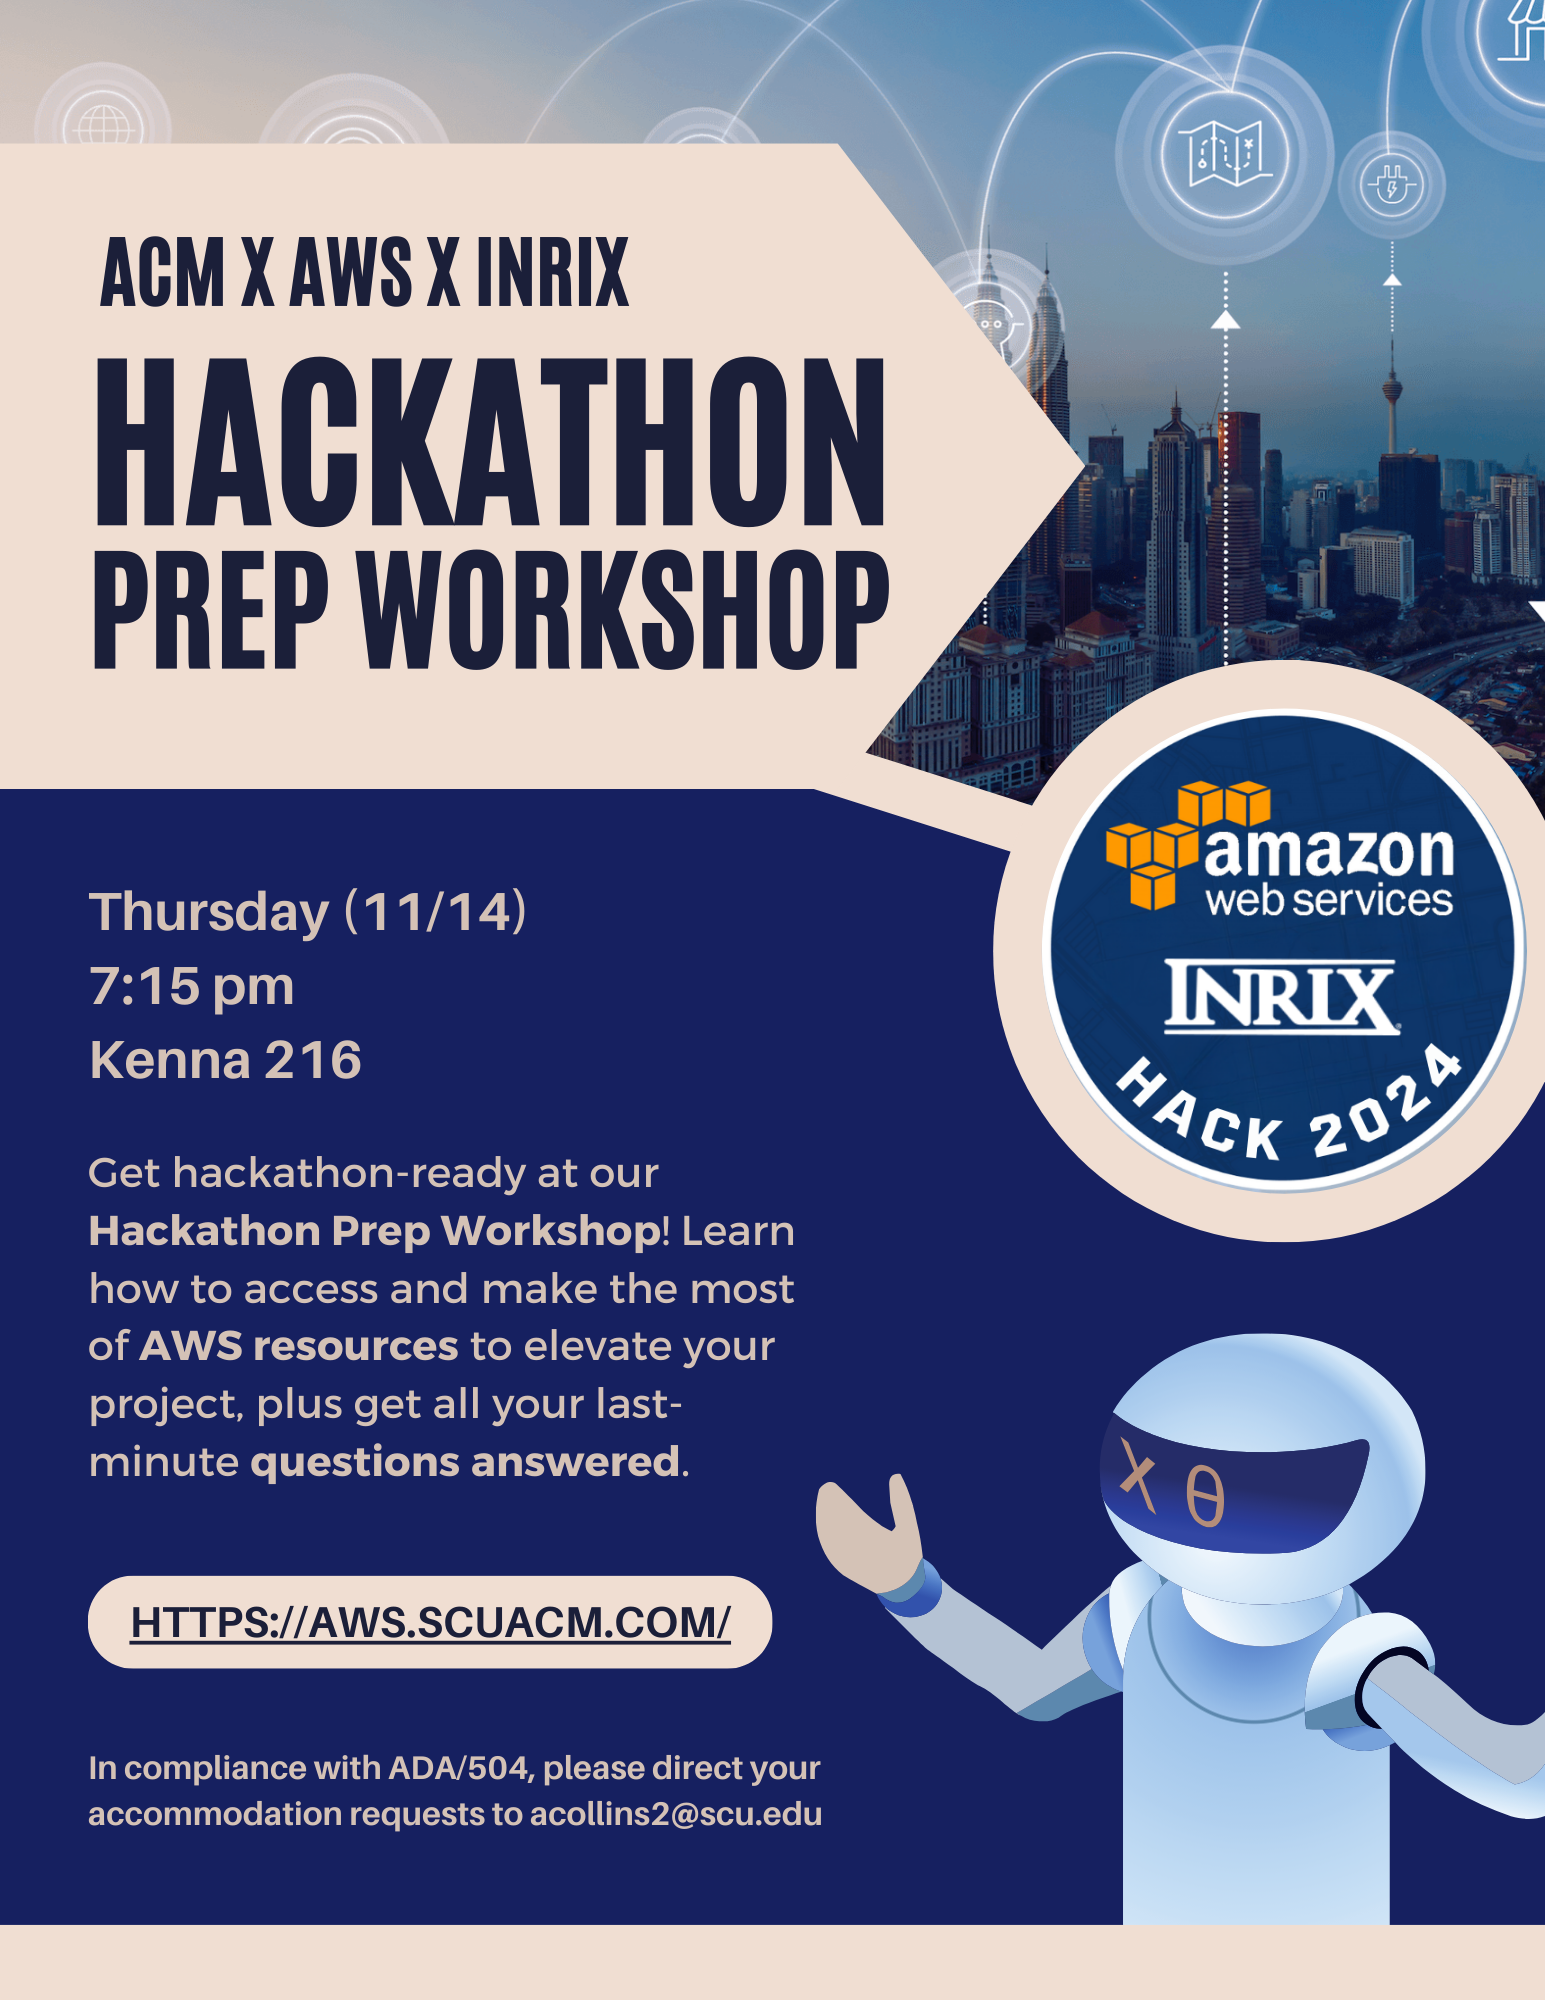 ACM X AWS X INRIX
HACKATHON
PREP WORKSHOP
amazon
web services
INRIX
HACK 2024
Thursday (11/14)
7:15 pm
Kenna 216
Get hackathon-ready at our
Hackathon Prep Workshop! Learn
how to access and make the most
of AWS resources to elevate your
project, plus get all your last-
minute questions answered.
X θ
HTTPS://AWS.SCUACM.COM/
In compliance with ADA/504, please direct your
accommodation requests to acollins2@scu.edu